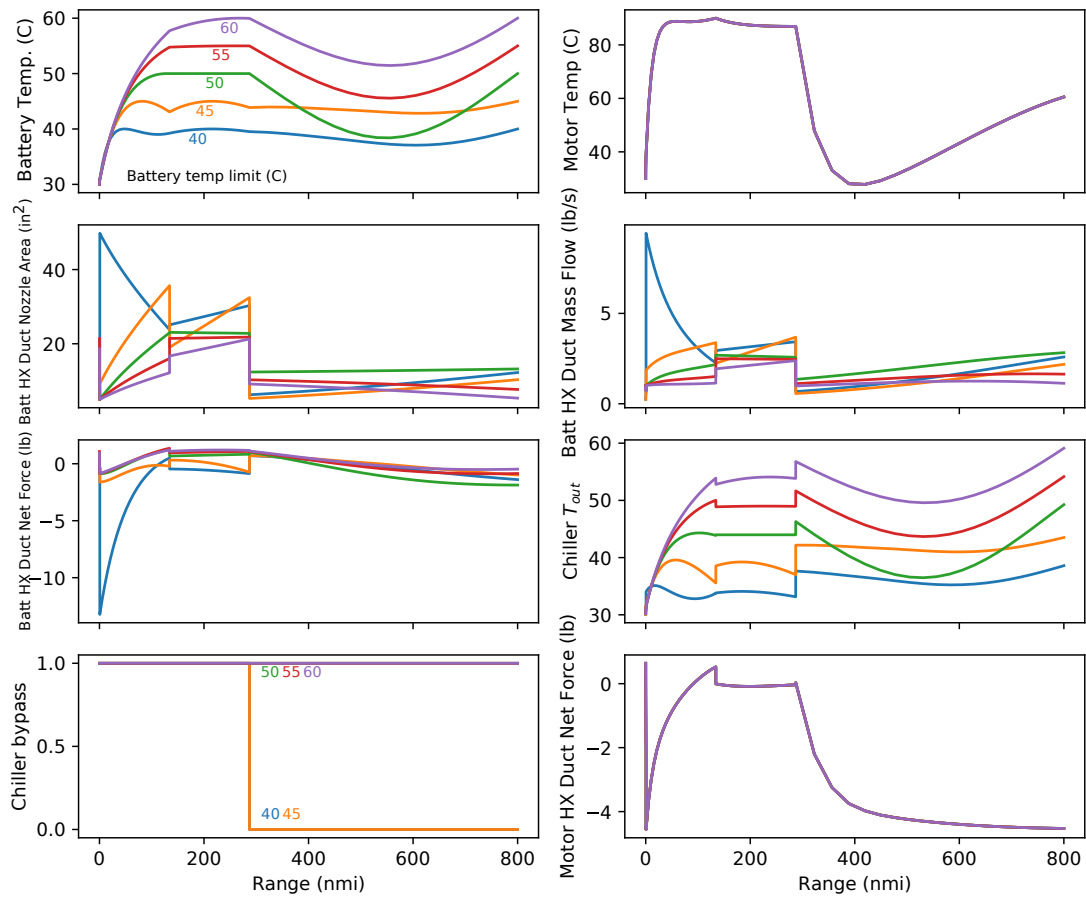 Battery Temp. (C)
60
50
40
30
60
55
50
45
40
Battery temp limit (C)
Motor Temp (C)
80
60
40
Batt HX Duct Nozzle Area (in²)
40
20
Batt HX Duct Mass Flow (lb/s)
5
0
Batt HX Duct Net Force (lb)
0
−5
−10
Chiller T_out
60
50
40
30
Chiller bypass
1.0
0.5
0.0
50 55 60
40 45
0 200 400 600 800
Range (nmi)
Motor HX Duct Net Force (lb)
0
−2
−4
0 200 400 600 800
Range (nmi)